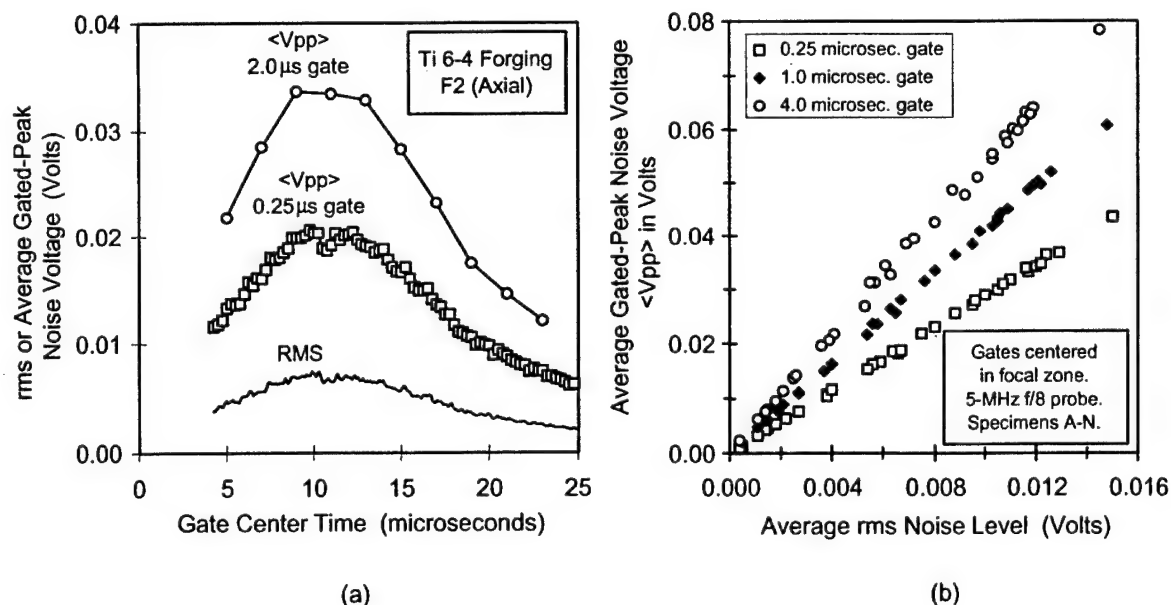 rms or Average Gated-Peak
Noise Voltage (Volts)
0.04
0.03
0.02
0.01
0.00
<Vpp>
2.0 µs gate
Ti 6-4 Forging
F2 (Axial)
<Vpp>
0.25 µs gate
RMS
0
5
10
15
20
25
Gate Center Time (microseconds)
(a)
Average Gated-Peak Noise Voltage
<Vpp> in Volts
0.08
0.06
0.04
0.02
0.00
0.25 microsec. gate
1.0 microsec. gate
4.0 microsec. gate
Gates centered
in focal zone.
5-MHz f/8 probe.
Specimens A-N.
0.000
0.004
0.008
0.012
0.016
Average rms Noise Level (Volts)
(b)